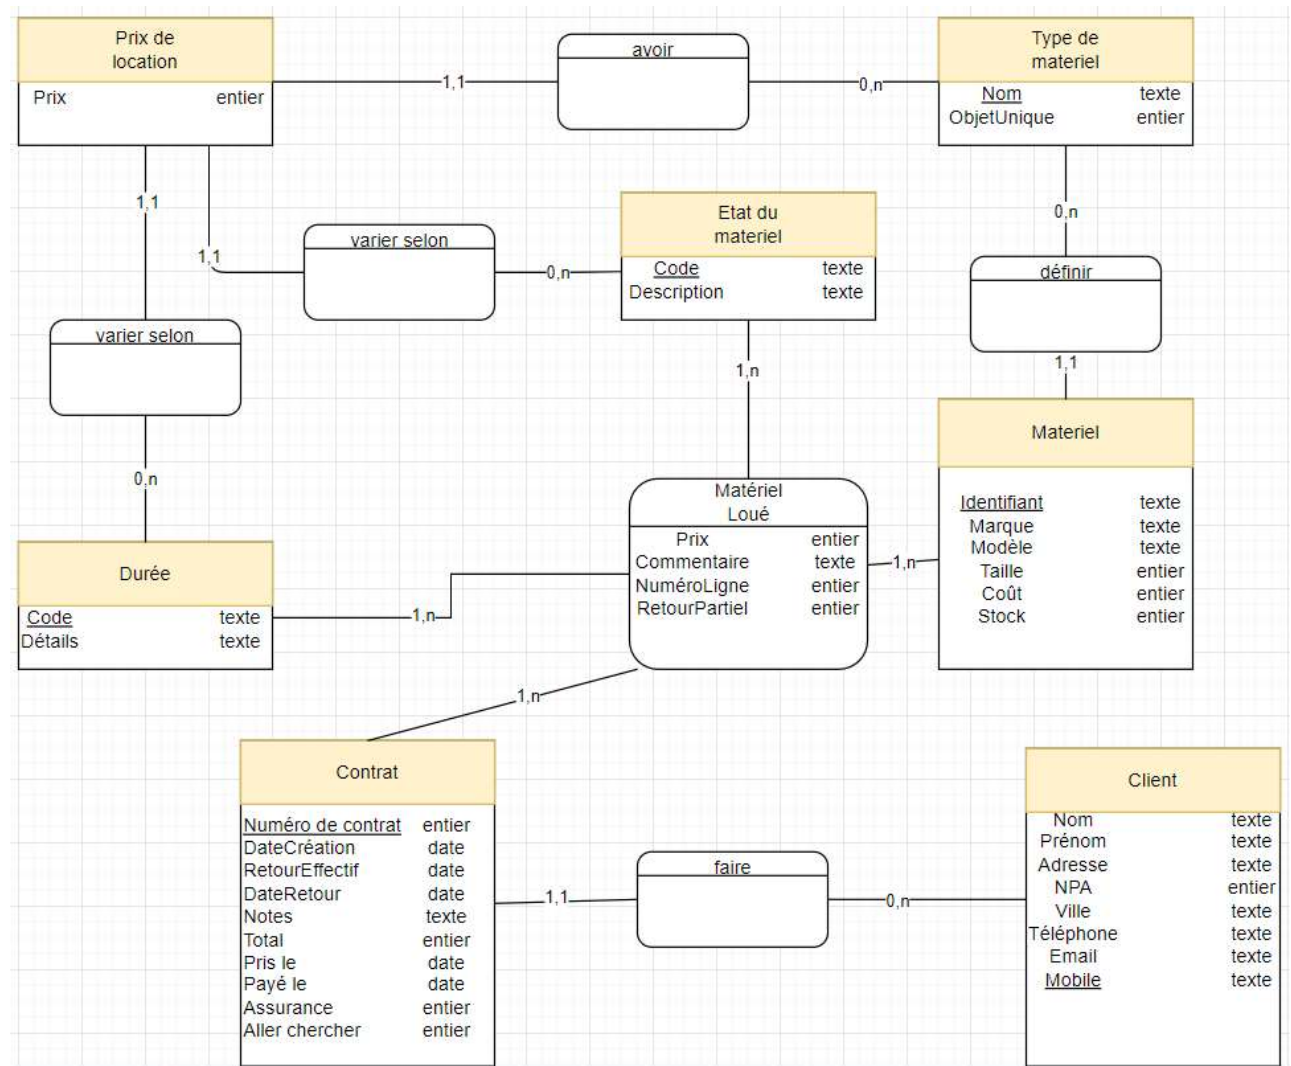 Prix de
location
Prix entier
1,1
avoir
0,n
Type de
materiel
Nom texte
ObjetUnique entier
1,1
1,1
varier selon
0,n
Etat du
materiel
Code texte
Description texte
0,n
définir
1,1
varier selon
0,n
1,n
Materiel
Identifiant texte
Marque texte
Modèle texte
Taille entier
Coût entier
Stock entier
Matériel
Loué
Prix entier
Commentaire texte
NuméroLigne entier
RetourPartiel entier
1,n
Durée
Code texte
Détails texte
1,n
1,n
Contrat
Numéro de contrat entier
DateCréation date
RetourEffectif date
DateRetour date
Notes texte
Total entier
Pris le date
Payé le date
Assurance entier
Aller chercher entier
1,1
faire
0,n
Client
Nom texte
Prénom texte
Adresse texte
NPA entier
Ville texte
Téléphone texte
Email texte
Mobile texte